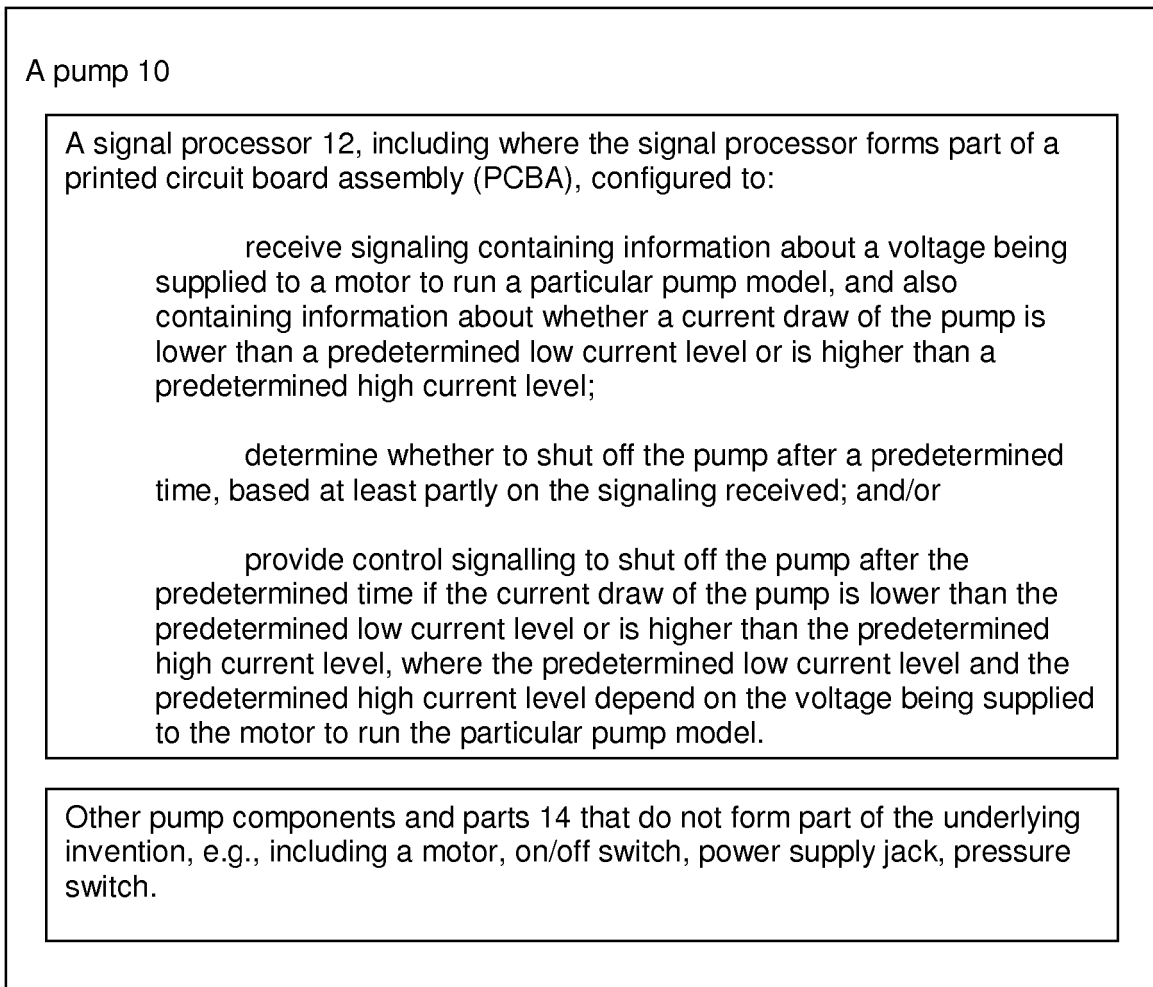 A pump 10
A signal processor 12, including where the signal processor forms part of a
printed circuit board assembly (PCBA), configured to:
receive signaling containing information about a voltage being
supplied to a motor to run a particular pump model, and also
containing information about whether a current draw of the pump is
lower than a predetermined low current level or is higher than a
predetermined high current level;
determine whether to shut off the pump after a predetermined
time, based at least partly on the signaling received; and/or
provide control signalling to shut off the pump after the
predetermined time if the current draw of the pump is lower than the
predetermined low current level or is higher than the predetermined
high current level, where the predetermined low current level and the
predetermined high current level depend on the voltage being supplied
to the motor to run the particular pump model.
Other pump components and parts 14 that do not form part of the underlying
invention, e.g., including a motor, on/off switch, power supply jack, pressure
switch.